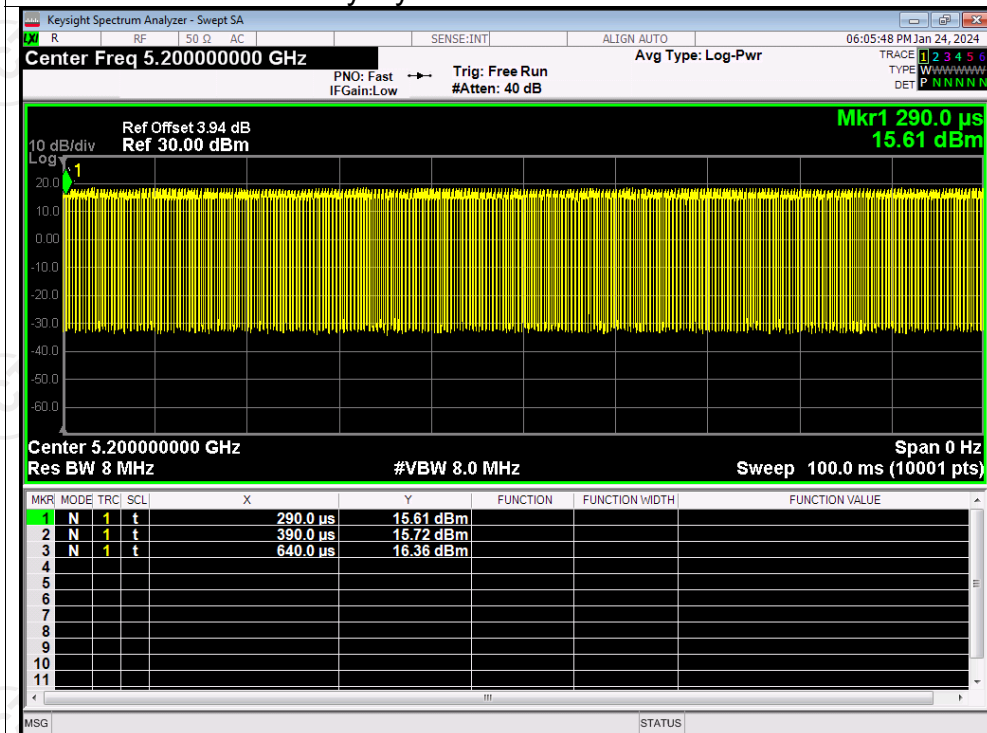 Keysight Spectrum Analyzer - Swept SA
LXI R RF 50 Ω AC SENSE:INT ALIGN AUTO 06:05:48 PM Jan 24, 2024
Center Freq 5.200000000 GHz
Avg Type: Log-Pwr
TRACE 1 2 3 4 5 6
PNO: Fast Trig: Free Run
TYPE WWWWWW
IFGain:Low #Atten: 40 dB
DET P N N N N N
Mkr1 290.0 µs
15.61 dBm
Ref Offset 3.94 dB
10 dB/div Ref 30.00 dBm
Log
1
20.0
10.0
0.00
-10.0
-20.0
-30.0
-40.0
-50.0
-60.0
Center 5.200000000 GHz Span 0 Hz
Res BW 8 MHz #VBW 8.0 MHz Sweep 100.0 ms (10001 pts)
MKR MODE TRC SCL X Y FUNCTION FUNCTION WIDTH FUNCTION VALUE
1 N 1 t 290.0 µs 15.61 dBm
2 N 1 t 390.0 µs 15.72 dBm
3 N 1 t 640.0 µs 16.36 dBm
4
5
6
7
8
9
10
11
MSG STATUS